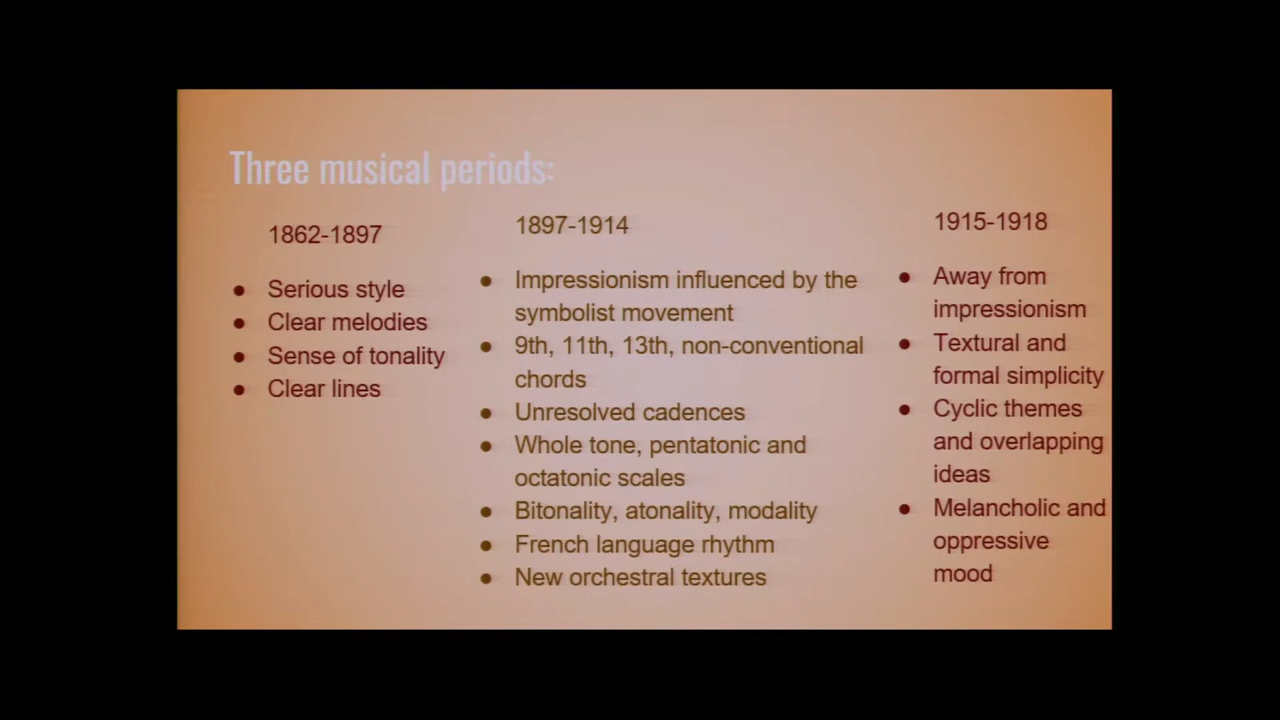 Three musical periods:
1862-1897
● Serious style
● Clear melodies
● Sense of tonality
● Clear lines
1897-1914
● Impressionism influenced by the
symbolist movement
● 9th, 11th, 13th, non-conventional
chords
● Unresolved cadences
● Whole tone, pentatonic and
octatonic scales
● Bitonality, atonality, modality
● French language rhythm
● New orchestral textures
1915-1918
● Away from
impressionism
● Textural and
formal simplicity
● Cyclic themes
and overlapping
ideas
● Melancholic and
oppressive
mood